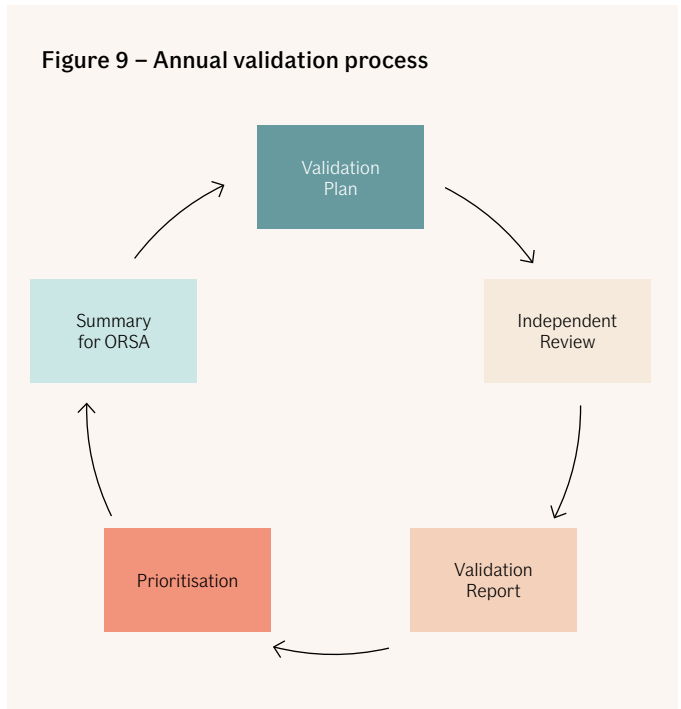 Figure 9 – Annual validation process
Validation
Plan
Independent
Review
Validation
Report
Prioritisation
Summary
for ORSA